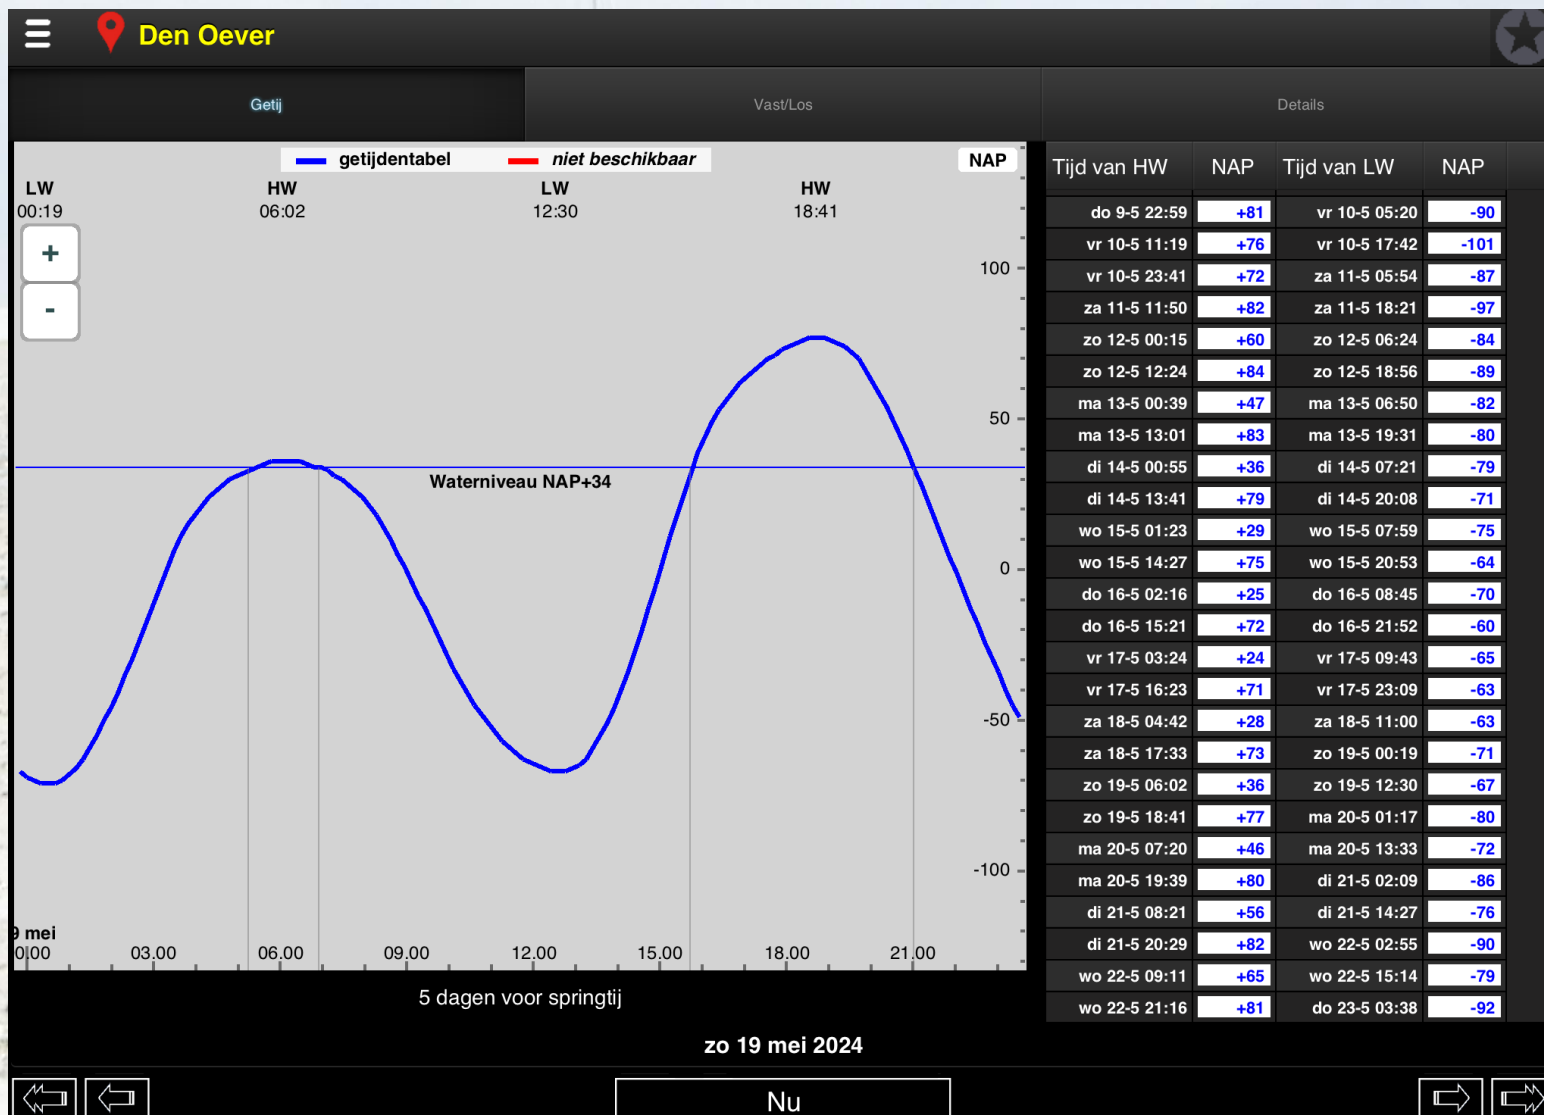 Den Oever
Getij Vast/Los Details
getijdentabel niet beschikbaar NAP
LW HW LW HW
00:19 06:02 12:30 18:41
+
-
100
50
Waterniveau NAP+34
0
-50
-100
9 mei
0.00 03.00 06.00 09.00 12.00 15.00 18.00 21.00
5 dagen voor springtij
Tijd van HW NAP Tijd van LW NAP
do 9-5 22:59 +81 vr 10-5 05:20 -90
vr 10-5 11:19 +76 vr 10-5 17:42 -101
vr 10-5 23:41 +72 za 11-5 05:54 -87
za 11-5 11:50 +82 za 11-5 18:21 -97
zo 12-5 00:15 +60 zo 12-5 06:24 -84
zo 12-5 12:24 +84 zo 12-5 18:56 -89
ma 13-5 00:39 +47 ma 13-5 06:50 -82
ma 13-5 13:01 +83 ma 13-5 19:31 -80
di 14-5 00:55 +36 di 14-5 07:21 -79
di 14-5 13:41 +79 di 14-5 20:08 -71
wo 15-5 01:23 +29 wo 15-5 07:59 -75
wo 15-5 14:27 +75 wo 15-5 20:53 -64
do 16-5 02:16 +25 do 16-5 08:45 -70
do 16-5 15:21 +72 do 16-5 21:52 -60
vr 17-5 03:24 +24 vr 17-5 09:43 -65
vr 17-5 16:23 +71 vr 17-5 23:09 -63
za 18-5 04:42 +28 za 18-5 11:00 -63
za 18-5 17:33 +73 zo 19-5 00:19 -71
zo 19-5 06:02 +36 zo 19-5 12:30 -67
zo 19-5 18:41 +77 ma 20-5 01:17 -80
ma 20-5 07:20 +46 ma 20-5 13:33 -72
ma 20-5 19:39 +80 di 21-5 02:09 -86
di 21-5 08:21 +56 di 21-5 14:27 -76
di 21-5 20:29 +82 wo 22-5 02:55 -90
wo 22-5 09:11 +65 wo 22-5 15:14 -79
wo 22-5 21:16 +81 do 23-5 03:38 -92
zo 19 mei 2024
Nu